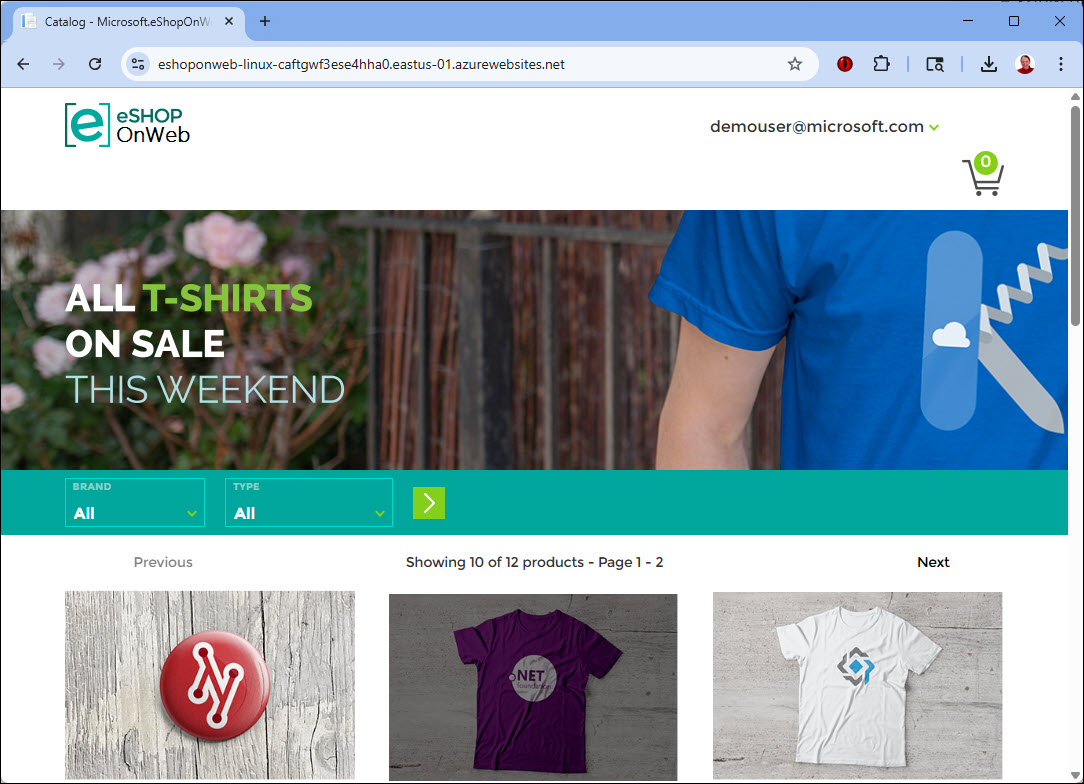 Catalog - Microsoft.eShopOnW
eshoponweb-linux-caftgwf3ese4hha0.eastus-01.azurewebsites.net
eSHOP
OnWeb
demouser@microsoft.com
0
ALL T-SHIRTS
ON SALE
THIS WEEKEND
BRAND
All
TYPE
All
Previous
Showing 10 of 12 products - Page 1 - 2
Next
.NET
foundation